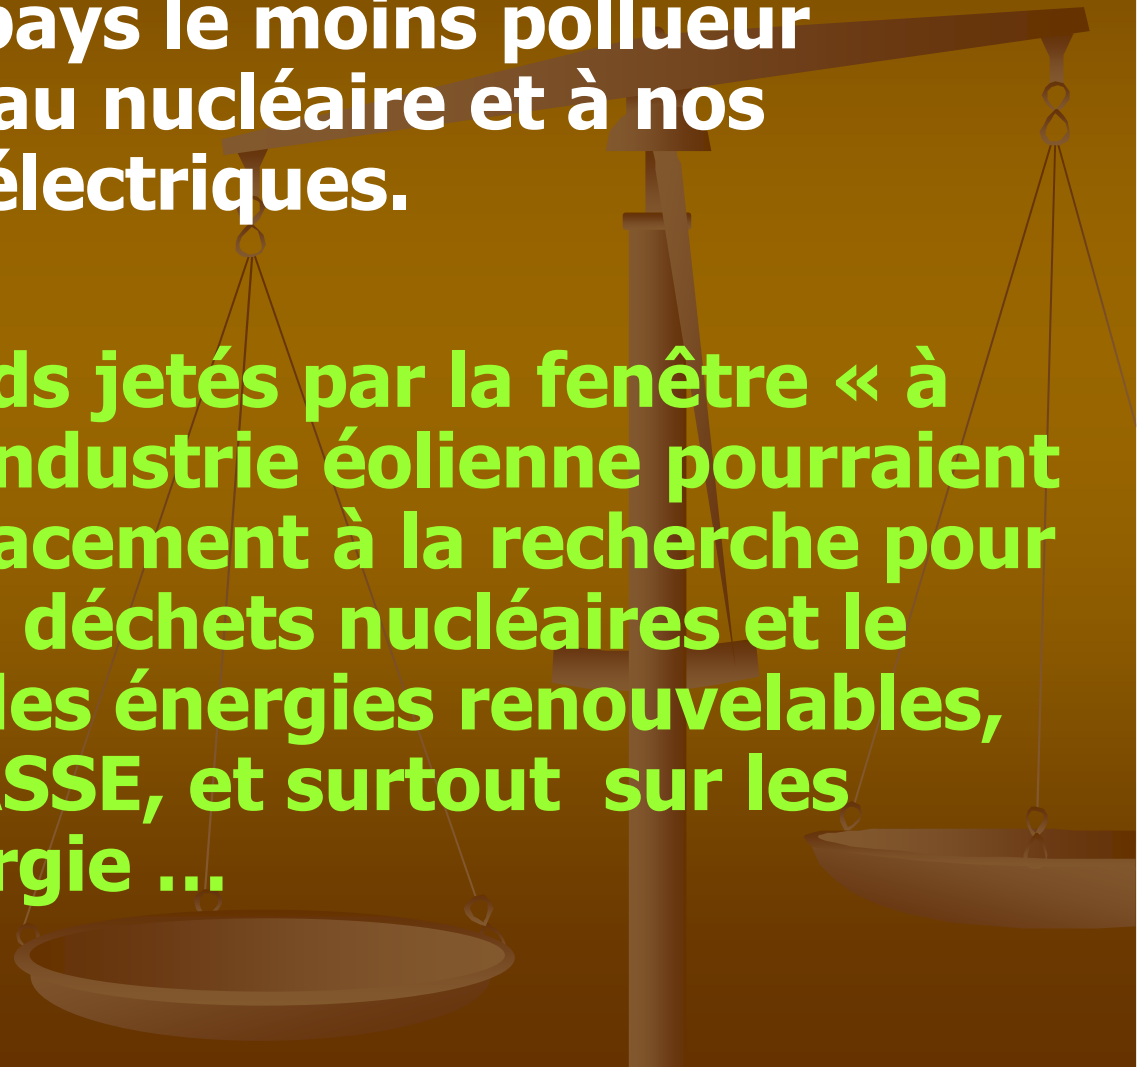 pays le moins pollueur
au nucléaire et à nos
électriques.
ds jetés par la fenêtre « à
ndustrie éolienne pourraient
acement à la recherche pour
déchets nucléaires et le
les énergies renouvelables,
ASSE, et surtout sur les
rgie ...